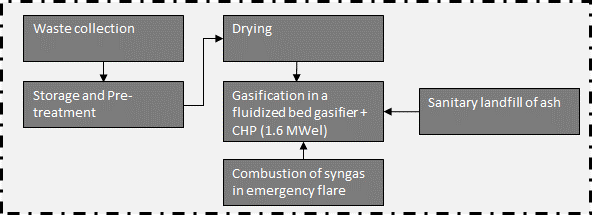 Waste collection
Drying
Storage and Pre-
treatment
Gasification in a
fluidized bed gasifier +
CHP (1.6 MWel)
Sanitary landfill of ash
Combustion of syngas
in emergency flare